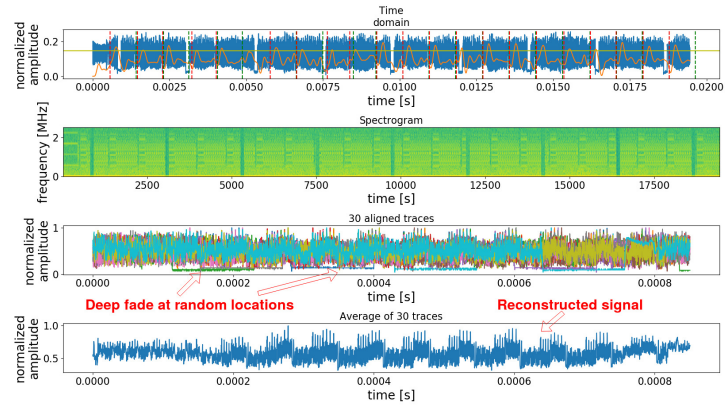 Time
domain
normalized
amplitude
0.2
0.0
0.0000 0.0025 0.0050 0.0075 0.0100 0.0125 0.0150 0.0175 0.0200
time [s]
Spectrogram
frequency [MHz]
2
0
2500 5000 7500 10000 12500 15000 17500
time [s]
30 aligned traces
normalized
amplitude
1
0
0.0000 0.0002 0.0004 0.0006 0.0008
time [s]
Deep fade at random locations
Reconstructed signal
Average of 30 traces
normalized
amplitude
1.0
0.5
0.0000 0.0002 0.0004 0.0006 0.0008
time [s]